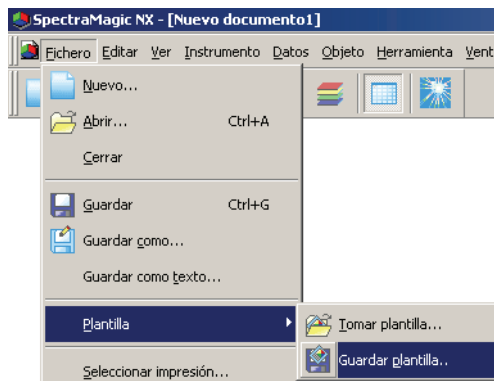 SpectraMagic NX - [Nuevo documento1]
Fichero Editar Ver Instrumento Datos Objeto Herramienta Vent
Nuevo...
Abrir... Ctrl+A
Cerrar
Guardar Ctrl+G
Guardar como...
Guardar como texto...
Plantilla
Tomar plantilla...
Guardar plantilla..
Seleccionar impresión...